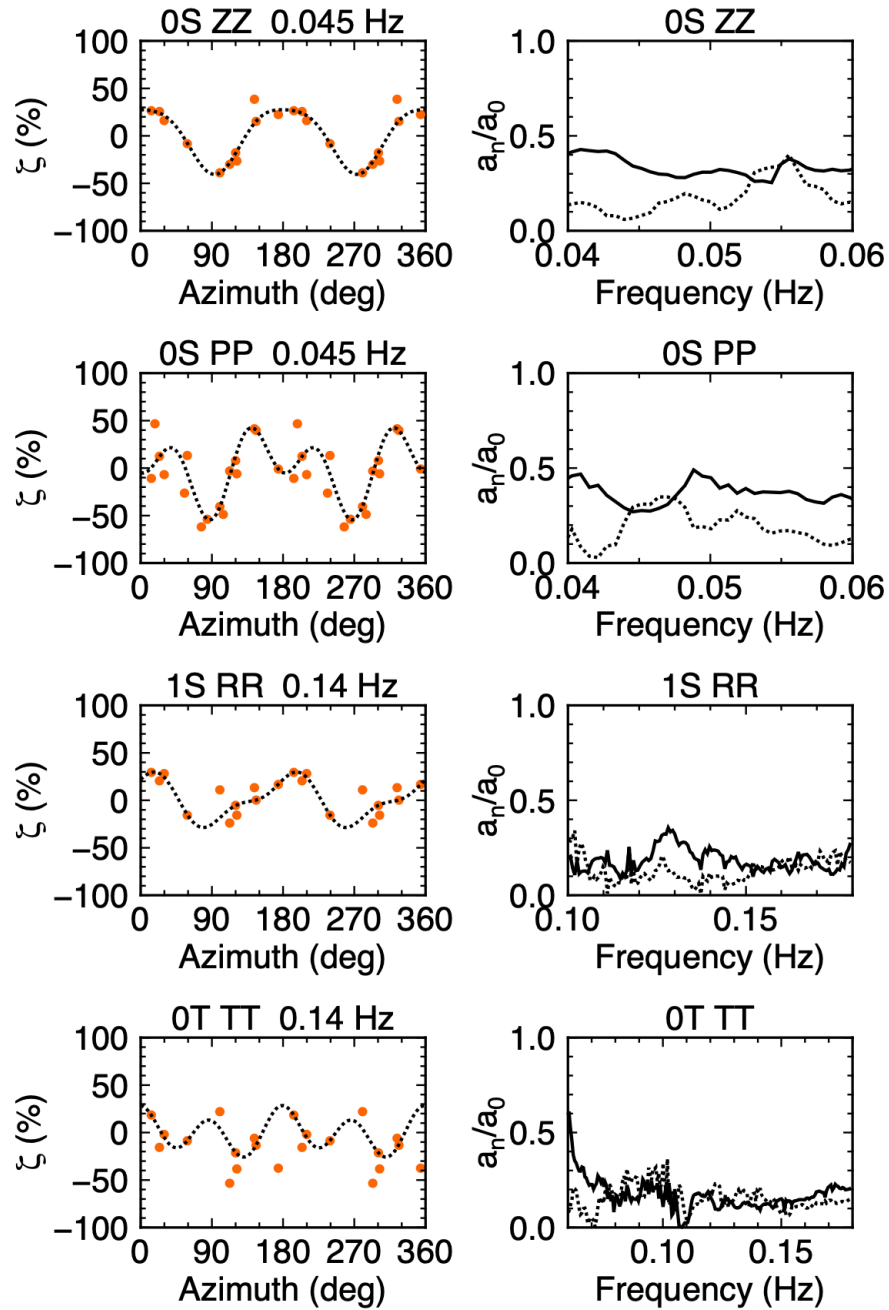 0S ZZ 0.045 Hz
100
50
0
−50
−100
ζ (%)
0 90 180 270 360
Azimuth (deg)
0S ZZ
1.0
0.5
0.0
an/a0
0.04 0.05 0.06
Frequency (Hz)
0S PP 0.045 Hz
100
50
0
−50
−100
ζ (%)
0 90 180 270 360
Azimuth (deg)
0S PP
1.0
0.5
0.0
an/a0
0.04 0.05 0.06
Frequency (Hz)
1S RR 0.14 Hz
100
50
0
−50
−100
ζ (%)
0 90 180 270 360
Azimuth (deg)
1S RR
1.0
0.5
0.0
an/a0
0.10 0.15
Frequency (Hz)
0T TT 0.14 Hz
100
50
0
−50
−100
ζ (%)
0 90 180 270 360
Azimuth (deg)
0T TT
1.0
0.5
0.0
an/a0
0.10 0.15
Frequency (Hz)